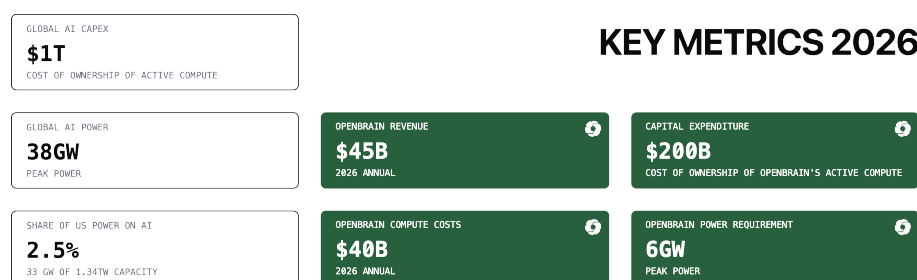 GLOBAL AI CAPEX
$1T
COST OF OWNERSHIP OF ACTIVE COMPUTE
KEY METRICS 2026
GLOBAL AI POWER
38GW
PEAK POWER
OPENBRAIN REVENUE
$45B
2026 ANNUAL
CAPITAL EXPENDITURE
$200B
COST OF OWNERSHIP OF OPENBRAIN'S ACTIVE COMPUTE
SHARE OF US POWER ON AI
2.5%
33 GW OF 1.34TW CAPACITY
OPENBRAIN COMPUTE COSTS
$40B
2026 ANNUAL
OPENBRAIN POWER REQUIREMENT
6GW
PEAK POWER